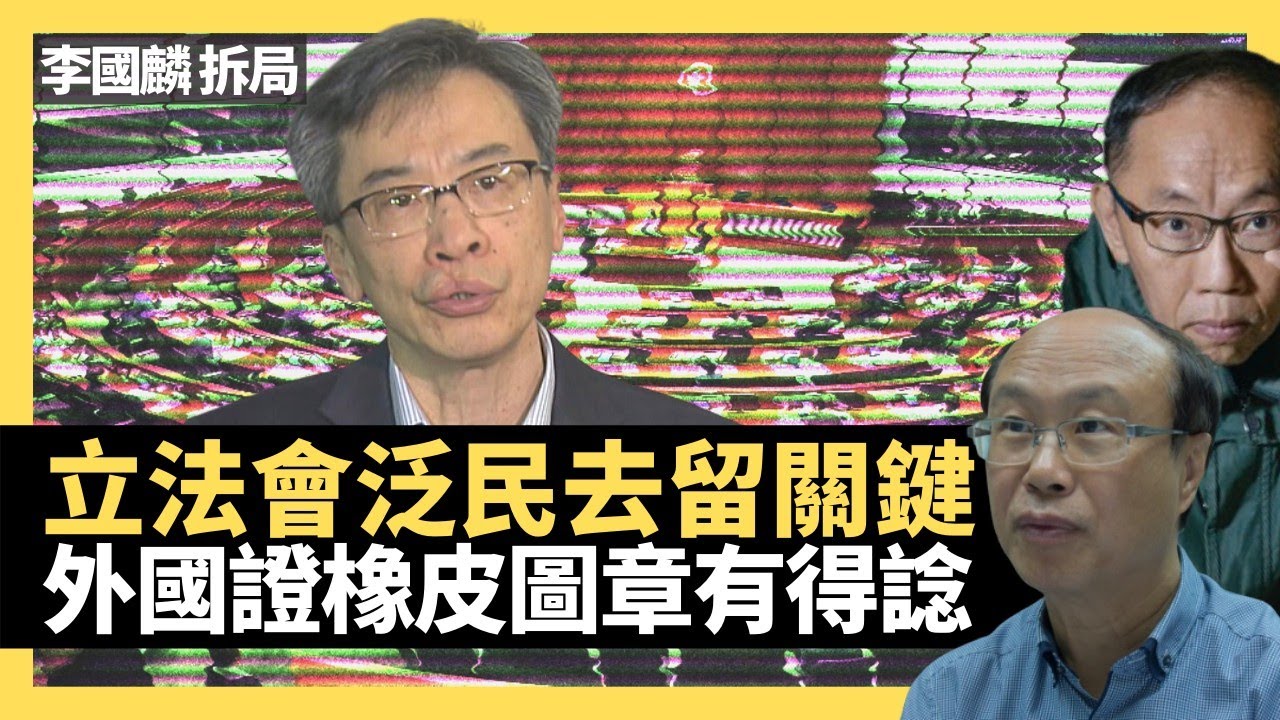 李國麟 拆局
立法會泛民去留關鍵
外國證橡皮圖章有得諗